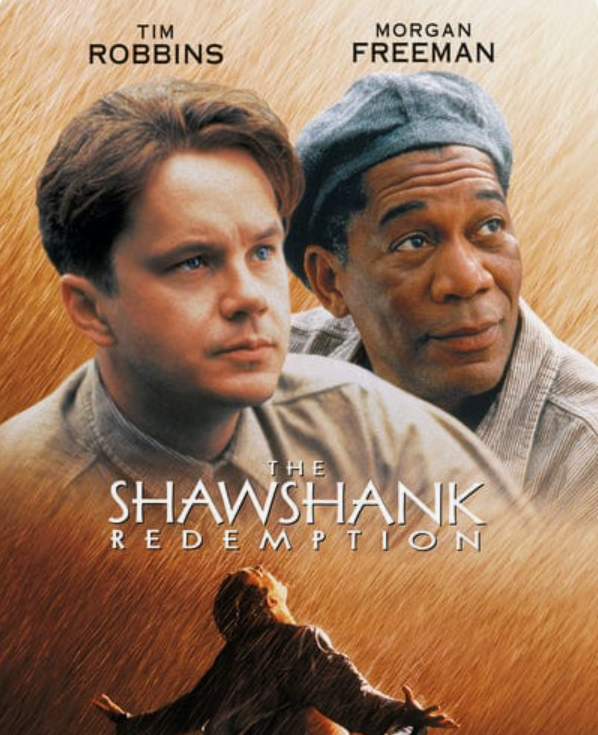 TIM
ROBBINS
MORGAN
FREEMAN
THE
SHAWSHANK
REDEMPTION